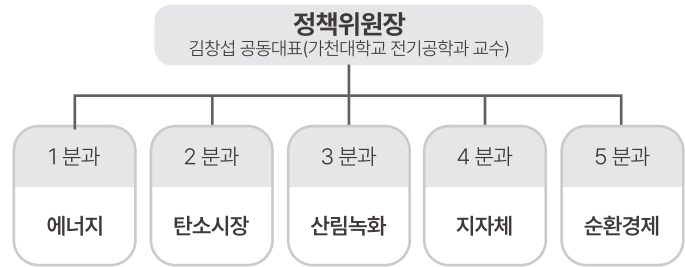 정책위원장
김창섭 공동대표(가천대학교 전기공학과 교수)
1 분과
2 분과
3 분과
4 분과
5 분과
에너지
탄소시장
산림녹화
지자체
순환경제